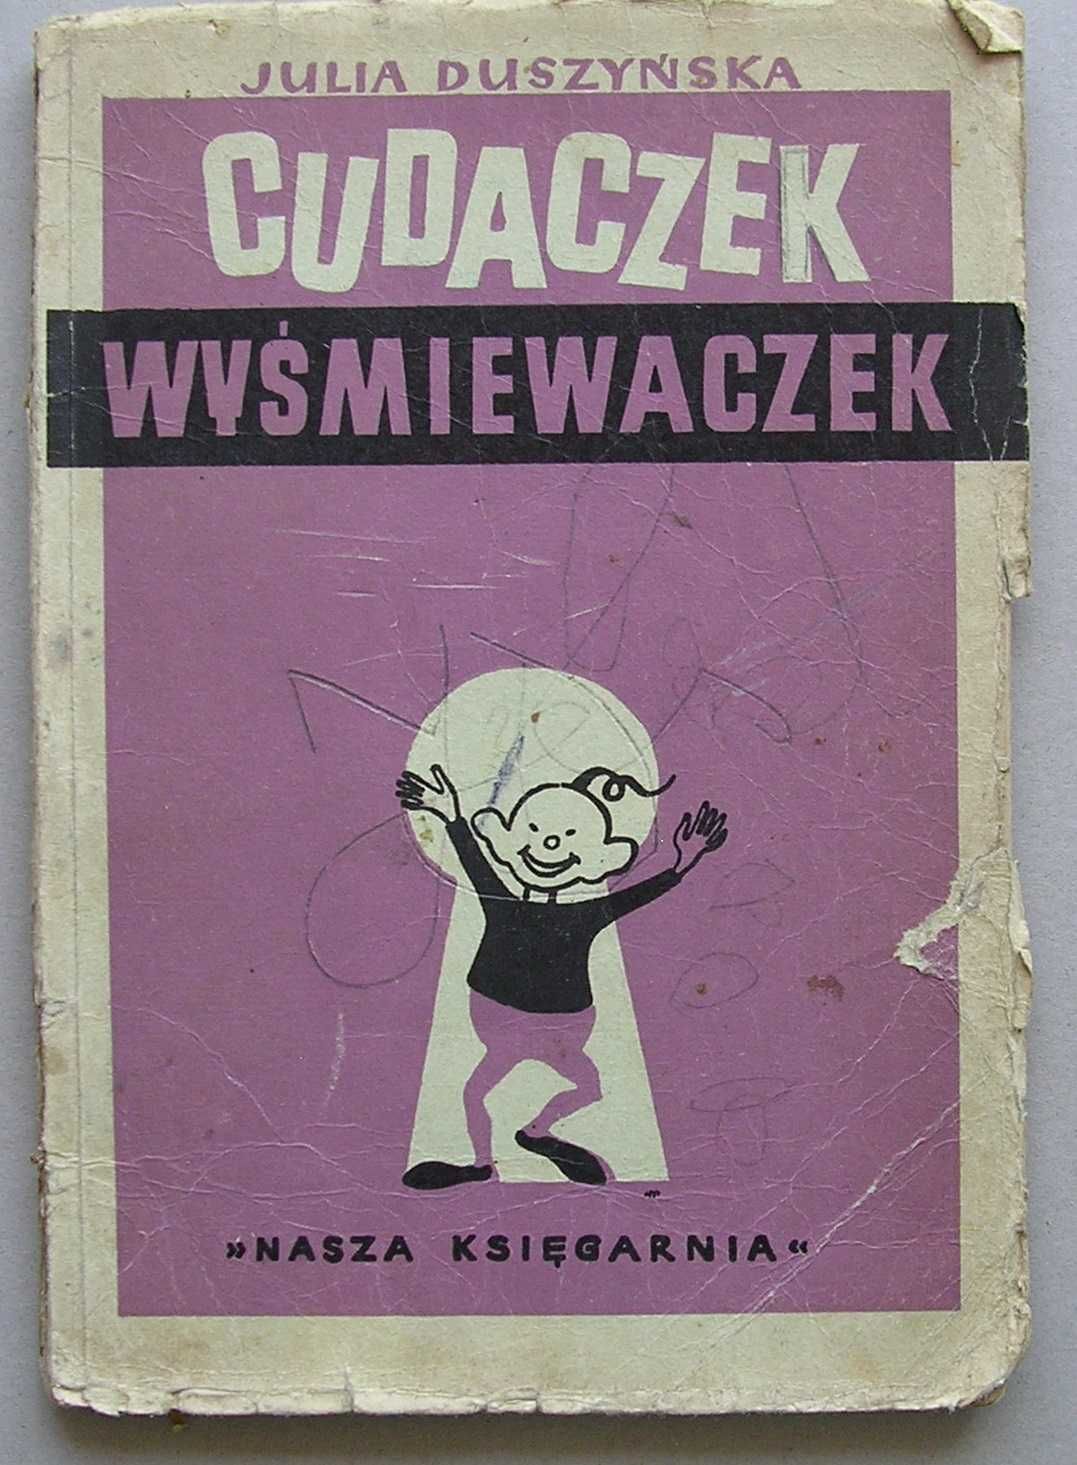 JULIA DUSZYŃSKA
CUDACZEK
WYŚMIEWACZEK
»NASZA KSIĘGARNIA«